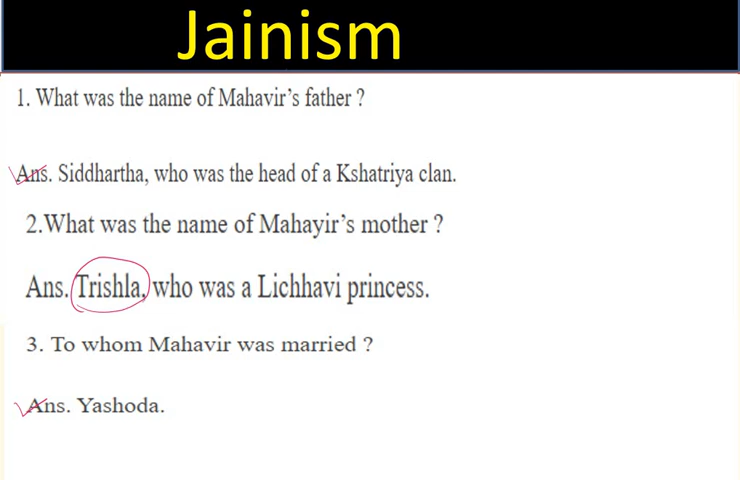 Jainism
1. What was the name of Mahavir's father ?
Ans. Siddhartha, who was the head of a Kshatriya clan.
2.What was the name of Mahayir's mother ?
Ans. Trishla, who was a Lichhavi princess.
3. To whom Mahavir was married ?
Ans. Yashoda.